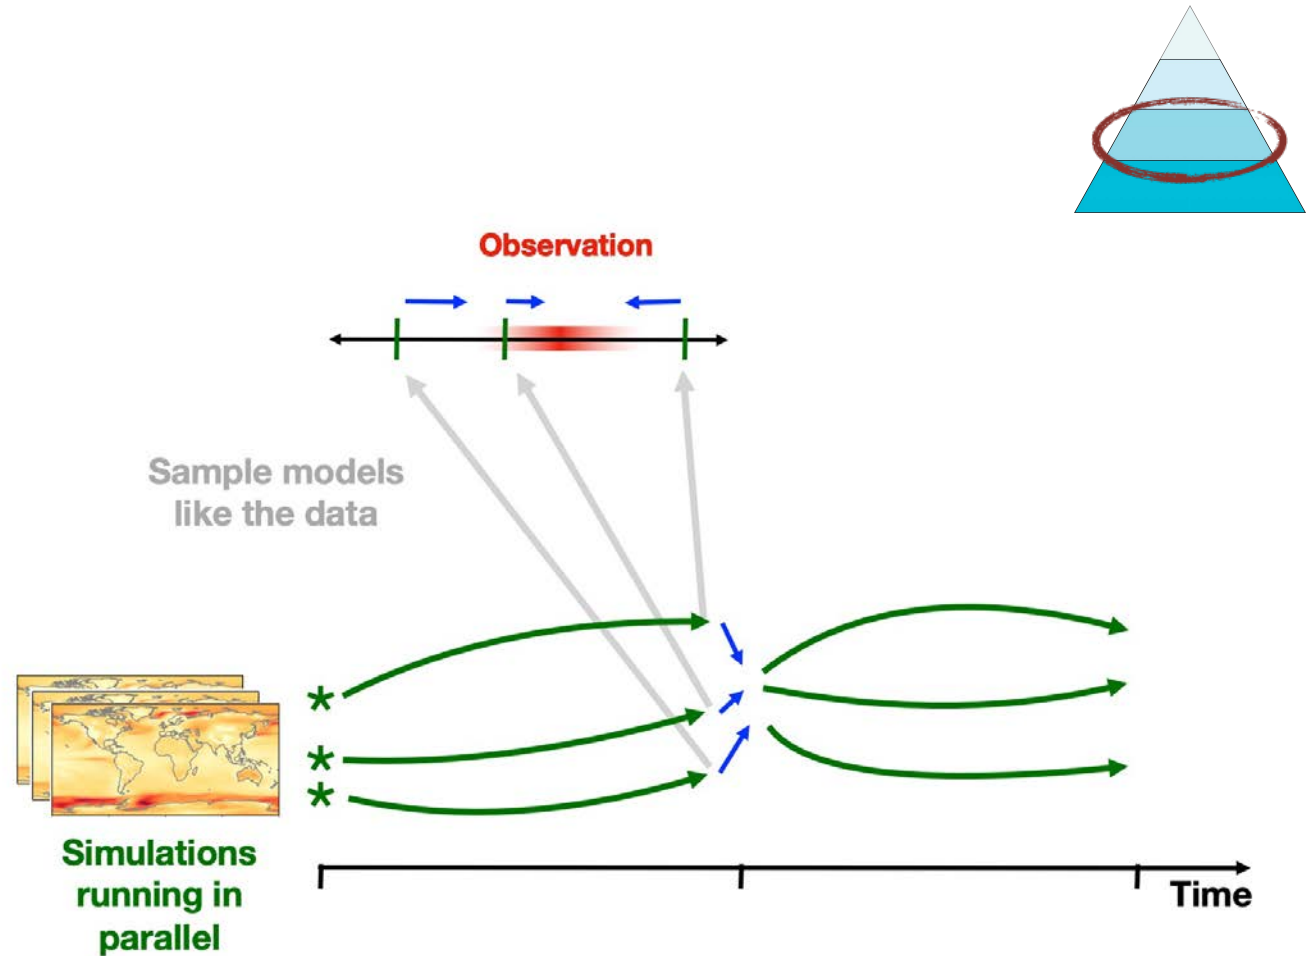 Observation
Sample models
like the data
Simulations
running in
parallel
Time